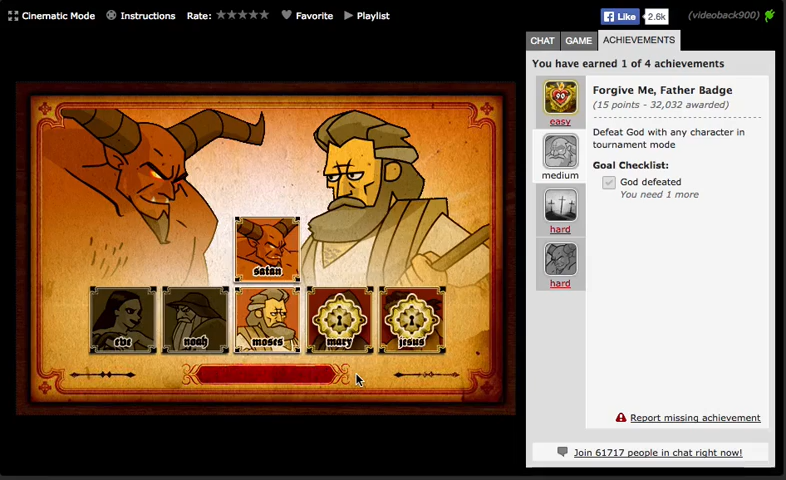 Cinematic Mode Instructions Rate: Favorite Playlist Like 2.6k (videoback900)
CHAT GAME ACHIEVEMENTS
You have earned 1 of 4 achievements
easy
medium
hard
hard
Forgive Me, Father Badge
(15 points - 32,032 awarded)
Defeat God with any character in
tournament mode
Goal Checklist:
God defeated
You need 1 more
satan
eve noah moses mary jesus
Report missing achievement
Join 61717 people in chat right now!